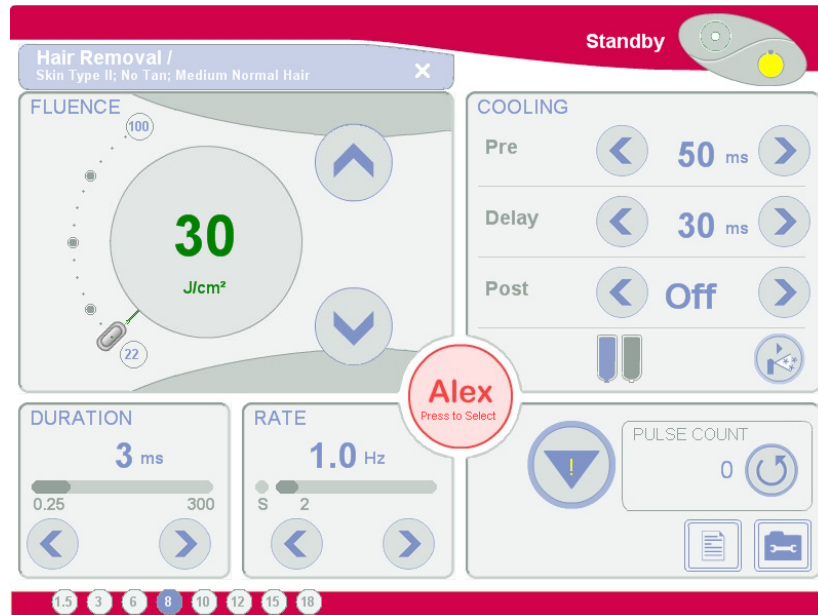 Standby
Hair Removal /
Skin Type II; No Tan; Medium Normal Hair
FLUENCE
100
30
J/cm²
22
COOLING
Pre
50 ms
Delay
30 ms
Post
Off
Alex
Press to Select
DURATION
3 ms
0.25
300
RATE
1.0 Hz
S
2
!
PULSE COUNT
0
1.5
3
6
8
10
12
15
18